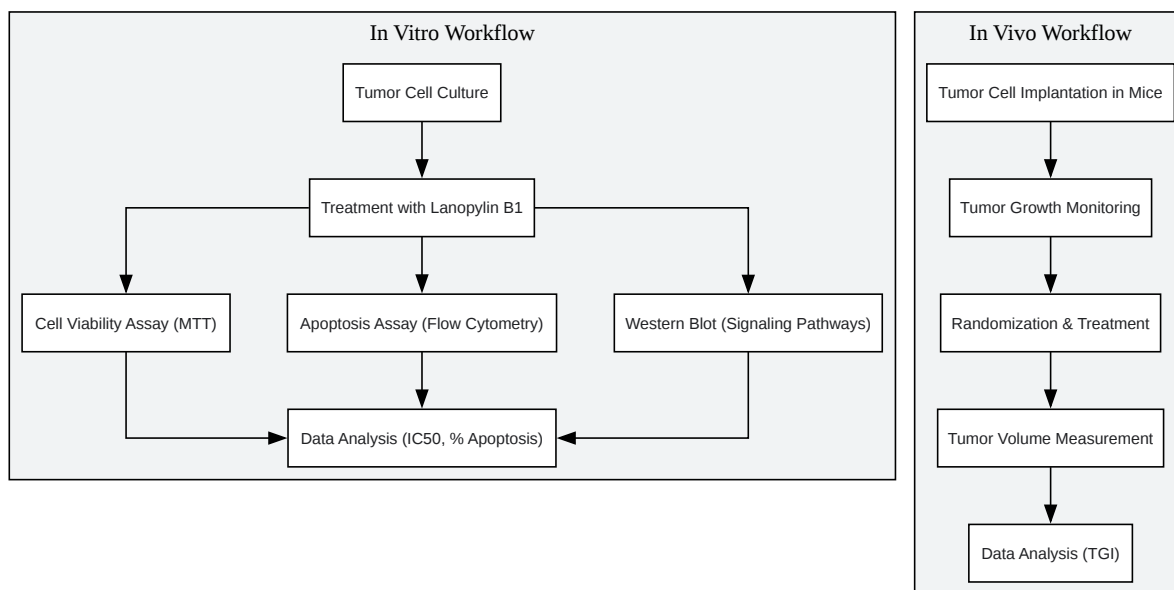 In Vitro Workflow
Tumor Cell Culture
Treatment with Lanopylin B1
Cell Viability Assay (MTT)
Apoptosis Assay (Flow Cytometry)
Western Blot (Signaling Pathways)
Data Analysis (IC50, % Apoptosis)
In Vivo Workflow
Tumor Cell Implantation in Mice
Tumor Growth Monitoring
Randomization & Treatment
Tumor Volume Measurement
Data Analysis (TGI)